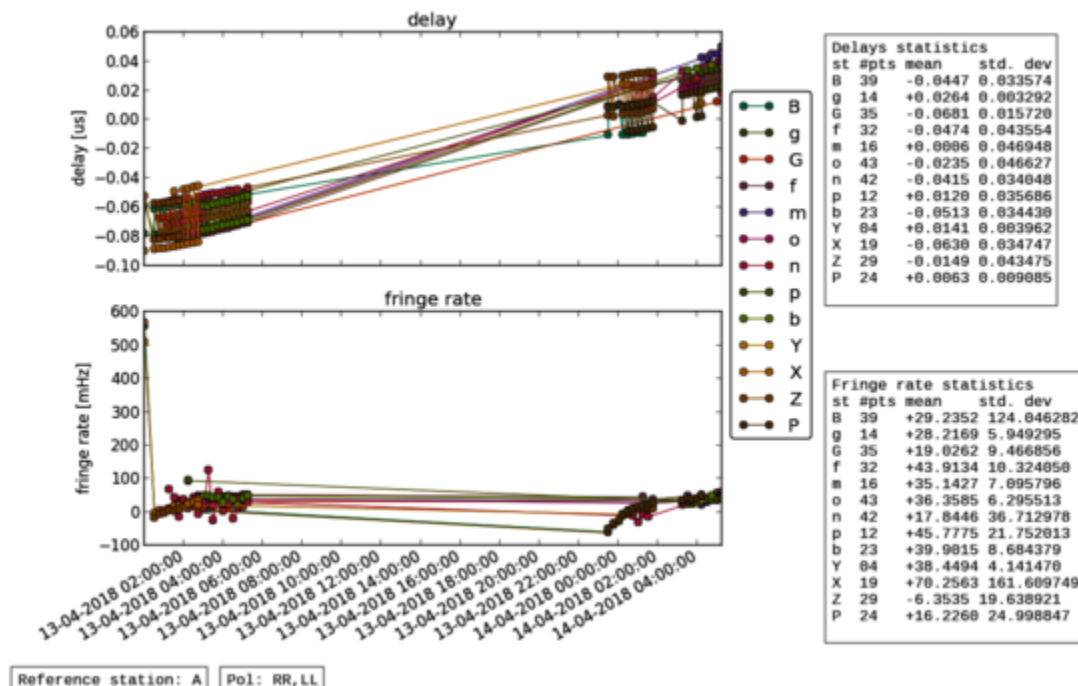 delay
0.06
0.04
0.02
0.00
−0.02
−0.04
−0.06
−0.08
−0.10
delay [us]
fringe rate
600
500
400
300
200
100
0
−100
fringe rate [mHz]
13-04-2018 02:00:00
13-04-2018 04:00:00
13-04-2018 06:00:00
13-04-2018 08:00:00
13-04-2018 10:00:00
13-04-2018 12:00:00
13-04-2018 14:00:00
13-04-2018 16:00:00
13-04-2018 18:00:00
13-04-2018 20:00:00
13-04-2018 22:00:00
14-04-2018 00:00:00
14-04-2018 02:00:00
14-04-2018 04:00:00
B
g
G
f
m
o
n
p
b
Y
X
Z
P
Delays statistics
st #pts mean std. dev
B 39 -0.0447 0.033574
g 14 +0.0264 0.003292
G 35 -0.0681 0.015720
f 32 -0.0474 0.043554
m 16 +0.0006 0.046948
o 43 -0.0235 0.046627
n 42 -0.0415 0.034048
p 12 +0.0120 0.035686
b 23 -0.0513 0.034430
Y 04 +0.0141 0.003962
X 19 -0.0630 0.034747
Z 29 -0.0149 0.043475
P 24 +0.0063 0.009085
Fringe rate statistics
st #pts mean std. dev
B 39 +29.2352 124.046282
g 14 +28.2169 5.949295
G 35 +19.0262 9.466856
f 32 +43.9134 10.324050
m 16 +35.1427 7.095796
o 43 +36.3585 6.295513
n 42 +17.8446 36.712978
p 12 +45.7775 21.752013
b 23 +39.9015 8.684379
Y 04 +38.4494 4.141470
X 19 +70.2563 161.609749
Z 29 -6.3535 19.638921
P 24 +16.2260 24.998847
Reference station: A
Pol: RR,LL